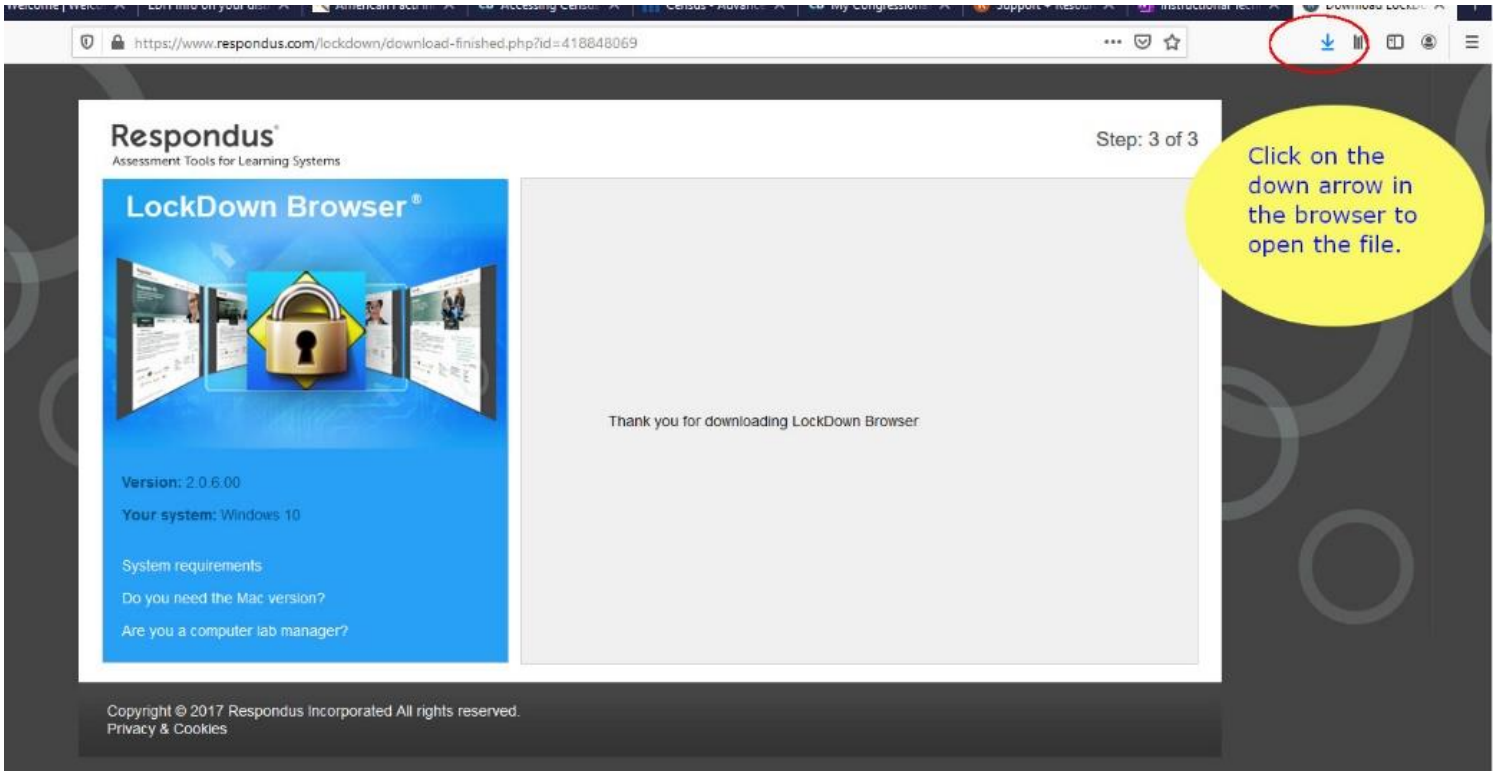 https://www.respondus.com/lockdown/download-finished.php?id=418848069
Respondus®
Assessment Tools for Learning Systems
Step: 3 of 3
Click on the
down arrow in
the browser to
open the file.
LockDown Browser®
Thank you for downloading LockDown Browser
Version: 2.0.6.00
Your system: Windows 10
System requirements
Do you need the Mac version?
Are you a computer lab manager?
Copyright © 2017 Respondus Incorporated All rights reserved.
Privacy & Cookies